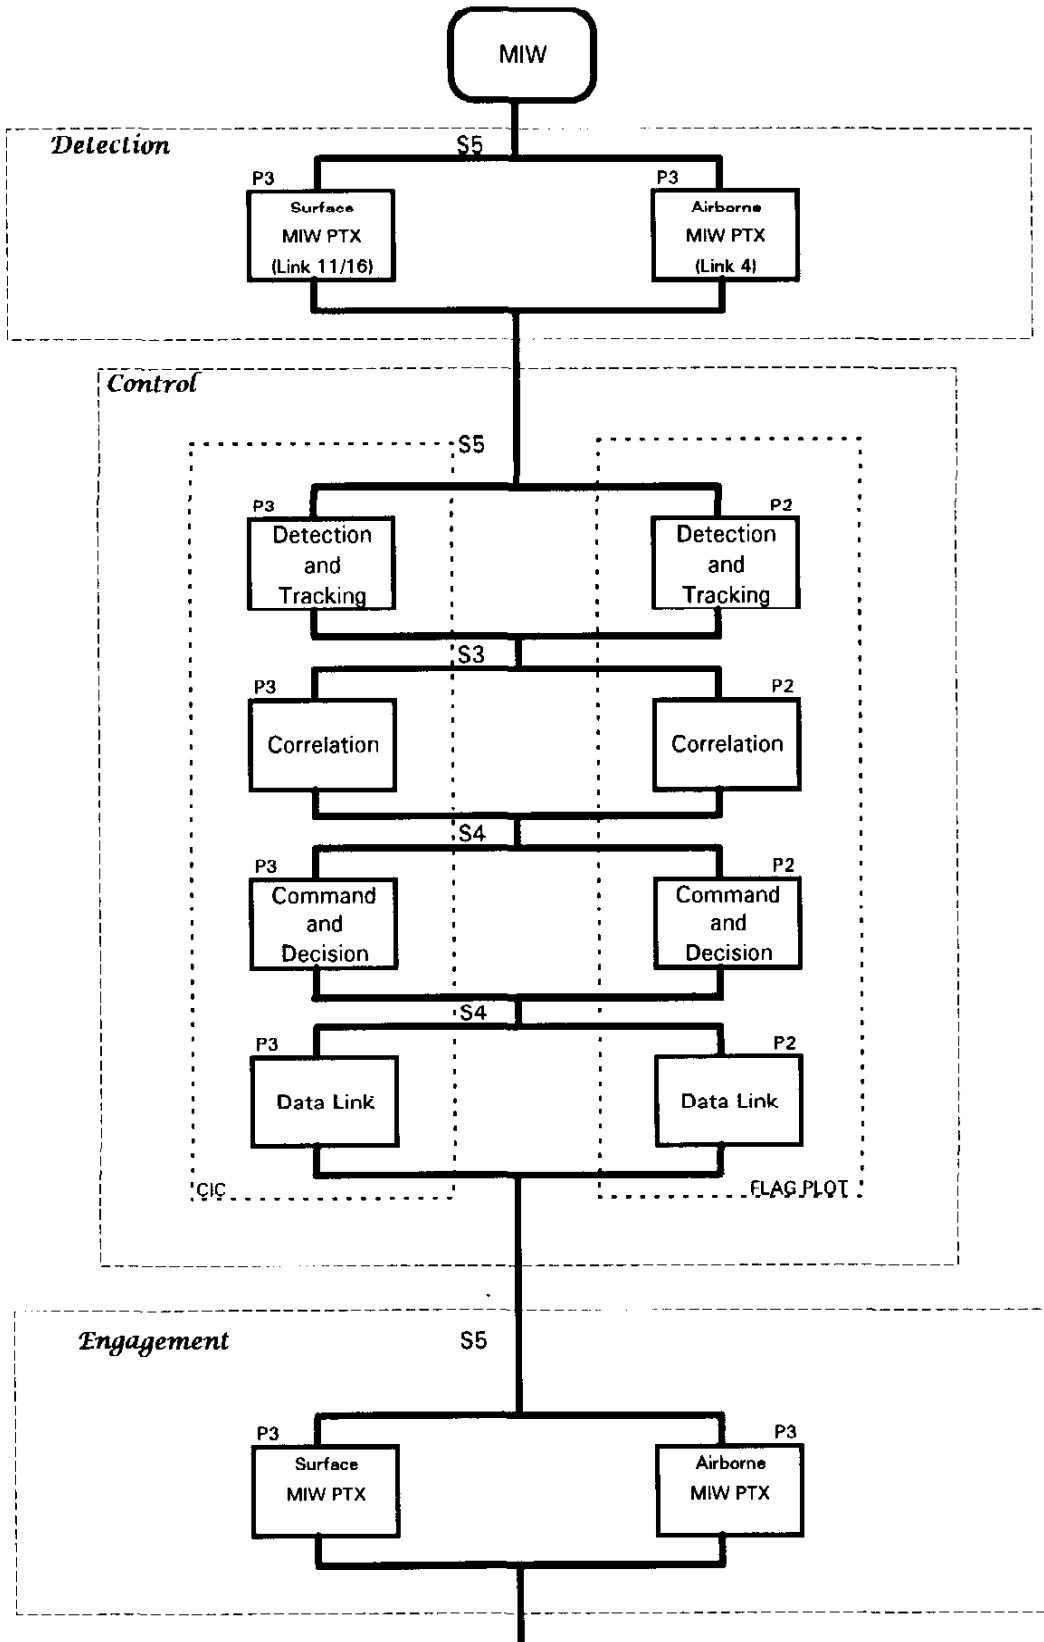 MIW
Detection
S5
P3
P3
Surface
MIW PTX
(Link 11/16)
Airborne
MIW PTX
(Link 4)
Control
S5
P3
P2
Detection
and
Tracking
Detection
and
Tracking
S3
P3
P2
Correlation
Correlation
S4
P3
P2
Command
and
Decision
Command
and
Decision
S4
P3
P2
Data Link
Data Link
CIC
FLAG PLOT
Engagement
S5
P3
P3
Surface
MIW PTX
Airborne
MIW PTX